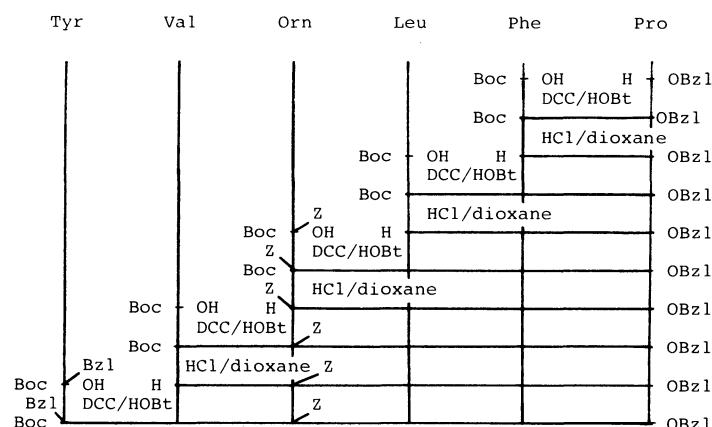 Tyr Val Orn Leu Phe Pro
Boc OH H OBzl
DCC/HOBt
Boc OBzl
HCl/dioxane
Boc OH H OBzl
DCC/HOBt
Boc OBzl
Z HCl/dioxane
Boc OH H OBzl
Z DCC/HOBt
Boc OBzl
Z HCl/dioxane
Boc OH H OBzl
DCC/HOBt Z
Boc OBzl
Bzl HCl/dioxane Z
Boc OH H OBzl
Bzl DCC/HOBt Z
Boc OBzl